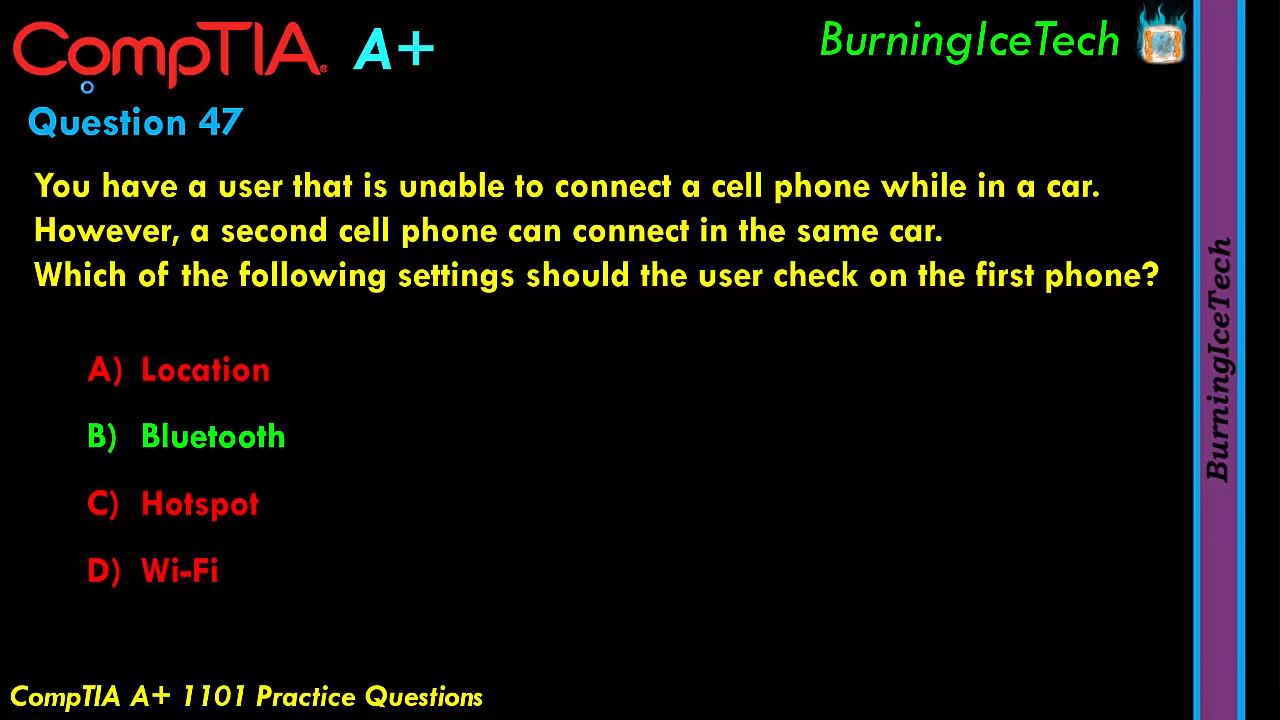 CompTIA® A+
BurningIceTech
Question 47
You have a user that is unable to connect a cell phone while in a car.
However, a second cell phone can connect in the same car.
Which of the following settings should the user check on the first phone?
A) Location
B) Bluetooth
C) Hotspot
D) Wi-Fi
BurningIceTech
CompTIA A+ 1101 Practice Questions